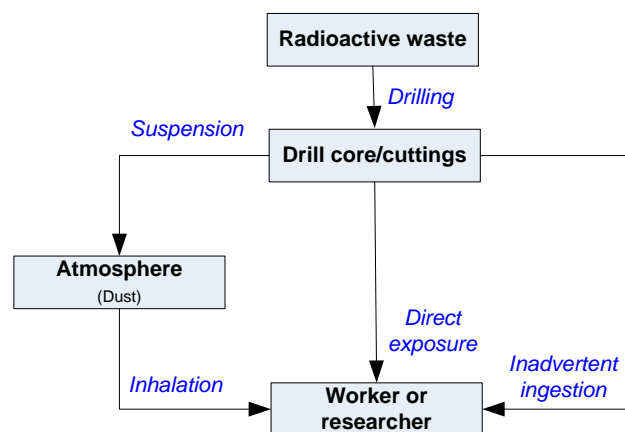 Radioactive waste
Drilling
Suspension
Drill core/cuttings
Atmosphere
(Dust)
Direct
exposure
Inadvertent
ingestion
Inhalation
Worker or
researcher